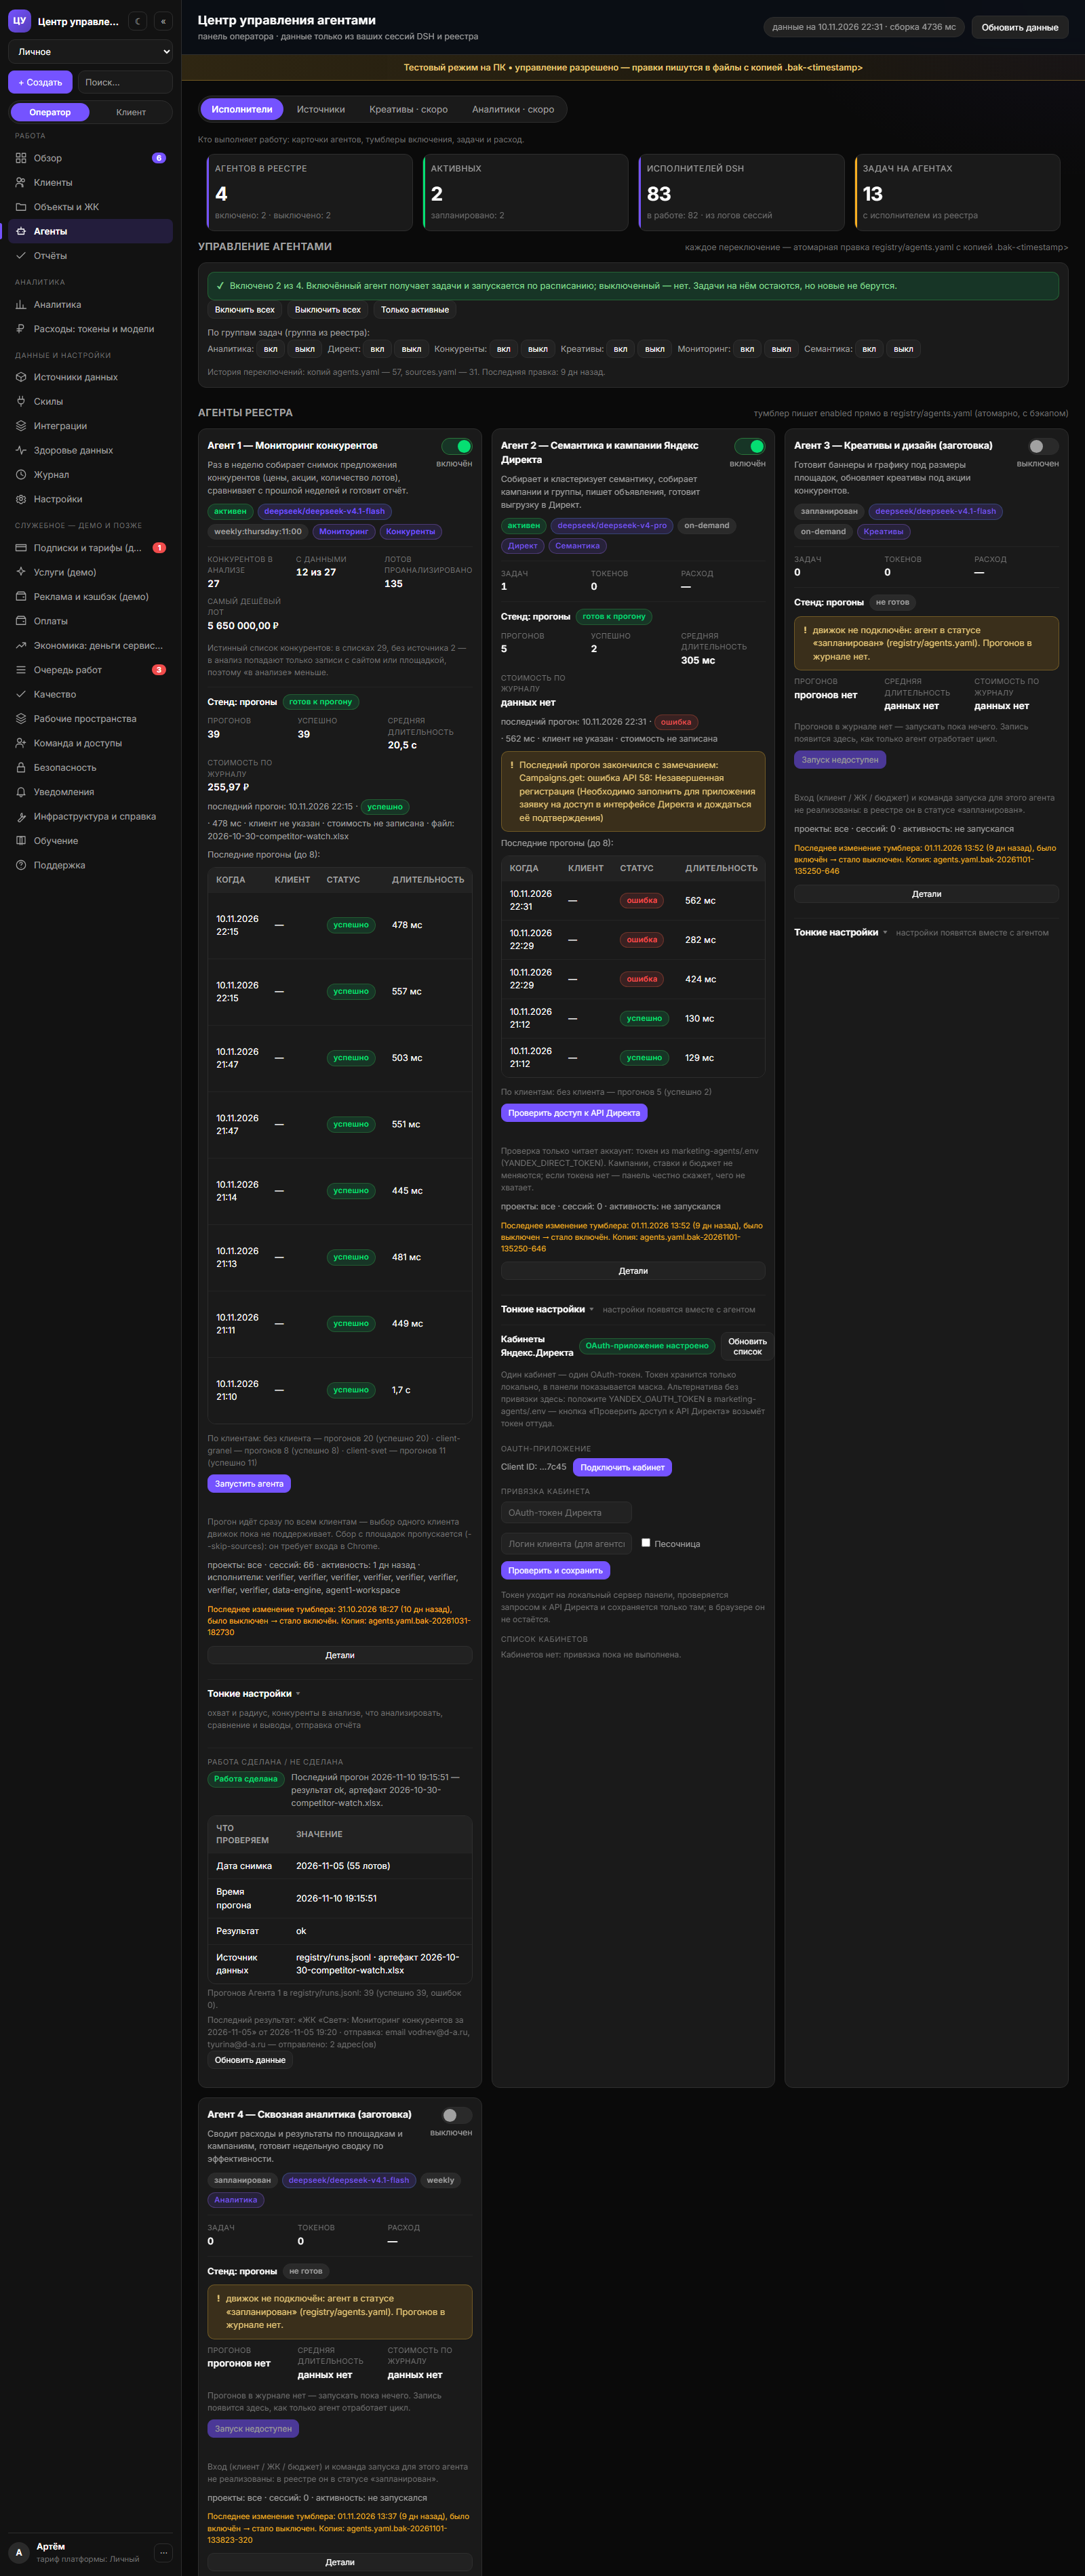 ЦУ
Центр управле...
«
Личное
+ Создать
Поиск...
Оператор
Клиент
РАБОТА
Обзор
6
Клиенты
Объекты и ЖК
Агенты
Отчёты
АНАЛИТИКА
Аналитика
Расходы: токены и модели
ДАННЫЕ И НАСТРОЙКИ
Источники данных
Скилы
Интеграции
Здоровье данных
Журнал
Настройки
СЛУЖЕБНОЕ — ДЕМО И ПОЗЖЕ
Подписки и тарифы (д...
1
Услуги (демо)
Реклама и кэшбэк (демо)
Оплаты
Экономика: деньги сервис...
Очередь работ
3
Качество
Рабочие пространства
Команда и доступы
Безопасность
Уведомления
Инфраструктура и справка
Обучение
Поддержка
А
Артём
тариф платформы: Личный
...
Центр управления агентами
панель оператора · данные только из ваших сессий DSH и реестра
данные на 10.11.2026 22:31 · сборка 4736 мс
Обновить данные
Тестовый режим на ПК • управление разрешено — правки пишутся в файлы с копией .bak-<timestamp>
Исполнители
Источники
Креативы · скоро
Аналитики · скоро
Кто выполняет работу: карточки агентов, тумблеры включения, задачи и расход.
АГЕНТОВ В РЕЕСТРЕ
4
включено: 2 · выключено: 2
АКТИВНЫХ
2
запланировано: 2
ИСПОЛНИТЕЛЕЙ DSH
83
в работе: 82 · из логов сессий
ЗАДАЧ НА АГЕНТАХ
13
с исполнителем из реестра
УПРАВЛЕНИЕ АГЕНТАМИ
каждое переключение — атомарная правка registry/agents.yaml с копией .bak-<timestamp>
✓ Включено 2 из 4. Включённый агент получает задачи и запускается по расписанию; выключенный — нет. Задачи на нём остаются, но новые не берутся.
Включить всех
Выключить всех
Только активные
По группам задач (группа из реестра):
Аналитика: вкл выкл Директ: вкл выкл Конкуренты: вкл выкл Креативы: вкл выкл Мониторинг: вкл выкл Семантика: вкл выкл
История переключений: копий agents.yaml — 57, sources.yaml — 31. Последняя правка: 9 дн назад.
АГЕНТЫ РЕЕСТРА
тумблер пишет enabled прямо в registry/agents.yaml (атомарно, с бэкапом)
Агент 1 — Мониторинг конкурентов
включён
Раз в неделю собирает снимок предложения
конкурентов (цены, акции, количество лотов),
сравнивает с прошлой неделей и готовит отчёт.
активен
deepseek/deepseek-v4.1-flash
weekly:thursday:11:00
Мониторинг
Конкуренты
КОНКУРЕНТОВ В
АНАЛИЗЕ
27
С ДАННЫМИ
12 из 27
ЛОТОВ
ПРОАНАЛИЗИРОВАНО
135
САМЫЙ ДЕШЁВЫЙ
ЛОТ
5 650 000,00 ₽
Истинный список конкурентов: в списках 29, без источника 2 —
в анализ попадают только записи с сайтом или площадкой,
поэтому «в анализе» меньше.
Стенд: прогоны
готов к прогону
ПРОГОНОВ
39
УСПЕШНО
39
СРЕДНЯЯ
ДЛИТЕЛЬНОСТЬ
20,5 с
СТОИМОСТЬ ПО
ЖУРНАЛУ
255,97 ₽
последний прогон: 10.11.2026 22:15 · успешно
· 478 мс · клиент не указан · стоимость не записана · файл:
2026-10-30-competitor-watch.xlsx
Последние прогоны (до 8):
КОГДА КЛИЕНТ СТАТУС ДЛИТЕЛЬНОСТЬ
10.11.2026
22:15
— успешно 478 мс
10.11.2026
22:15
— успешно 557 мс
10.11.2026
21:47
— успешно 503 мс
10.11.2026
21:47
— успешно 551 мс
10.11.2026
21:14
— успешно 445 мс
10.11.2026
21:13
— успешно 481 мс
10.11.2026
21:11
— успешно 449 мс
10.11.2026
21:10
— успешно 1,7 с
По клиентам: без клиента — прогонов 20 (успешно 20) · client-
granel — прогонов 8 (успешно 8) · client-svet — прогонов 11
(успешно 11)
Запустить агента
Прогон идёт сразу по всем клиентам — выбор одного клиента
движок пока не поддерживает. Сбор с площадок пропускается (-
-skip-sources): он требует входа в Chrome.
проекты: все · сессий: 66 · активность: 1 дн назад ·
исполнители: verifier, verifier, verifier, verifier, verifier, verifier,
verifier, verifier, data-engine, agent1-workspace
Последнее изменение тумблера: 31.10.2026 18:27 (10 дн назад),
было выключен → стало включён. Копия: agents.yaml.bak-20261031-
182730
Детали
Тонкие настройки
охват и радиус, конкуренты в анализе, что анализировать,
сравнение и выводы, отправка отчёта
РАБОТА СДЕЛАНА / НЕ СДЕЛАНА
Работа сделана
Последний прогон 2026-11-10 19:15:51 —
результат ok, артефакт 2026-10-30-
competitor-watch.xlsx.
ЧТО
ПРОВЕРЯЕМ
ЗНАЧЕНИЕ
Дата снимка 2026-11-05 (55 лотов)
Время
прогона
2026-11-10 19:15:51
Результат ok
Источник
данных
registry/runs.jsonl · артефакт 2026-10-
30-competitor-watch.xlsx
Прогонов Агента 1 в registry/runs.jsonl: 39 (успешно 39, ошибок
0).
Последний результат: «ЖК «Свет»: Мониторинг конкурентов за
2026-11-05» от 2026-11-05 19:20 · отправка: email vodnev@d-a.ru,
tyurina@d-a.ru — отправлено: 2 адрес(ов)
Обновить данные
Агент 2 — Семантика и кампании Яндекс
Директа
включён
Собирает и кластеризует семантику, собирает
кампании и группы, пишет объявления, готовит
выгрузку в Директ.
активен
deepseek/deepseek-v4-pro
on-demand
Директ
Семантика
ЗАДАЧ
1
ТОКЕНОВ
0
РАСХОД
—
Стенд: прогоны
готов к прогону
ПРОГОНОВ
5
УСПЕШНО
2
СРЕДНЯЯ
ДЛИТЕЛЬНОСТЬ
305 мс
СТОИМОСТЬ ПО
ЖУРНАЛУ
данных нет
последний прогон: 10.11.2026 22:31 · ошибка
· 562 мс · клиент не указан · стоимость не записана
! Последний прогон закончился с замечанием:
Campaigns.get: ошибка API 58: Незавершенная
регистрация (Необходимо заполнить для приложения
заявку на доступ в интерфейсе Директа и дождаться
её подтверждения)
Последние прогоны (до 8):
КОГДА КЛИЕНТ СТАТУС ДЛИТЕЛЬНОСТЬ
10.11.2026
22:31
— ошибка 562 мс
10.11.2026
22:29
— ошибка 282 мс
10.11.2026
22:29
— ошибка 424 мс
10.11.2026
21:12
— успешно 130 мс
10.11.2026
21:12
— успешно 129 мс
По клиентам: без клиента — прогонов 5 (успешно 2)
Проверить доступ к API Директа
Проверка только читает аккаунт: токен из marketing-agents/.env
(YANDEX_DIRECT_TOKEN). Кампании, ставки и бюджет не
меняются; если токена нет — панель честно скажет, чего не
хватает.
проекты: все · сессий: 0 · активность: не запускался
Последнее изменение тумблера: 01.11.2026 13:52 (9 дн назад), было
выключен → стало включён. Копия: agents.yaml.bak-20261101-
135250-646
Детали
Тонкие настройки
настройки появятся вместе с агентом
Кабинеты
Яндекс.Директа
OAuth-приложение настроено
Обновить
список
Один кабинет — один OAuth-токен. Токен хранится только
локально, в панели показывается маска. Альтернатива без
привязки здесь: положите YANDEX_OAUTH_TOKEN в marketing-
agents/.env — кнопка «Проверить доступ к API Директа» возьмёт
токен оттуда.
OAUTH-ПРИЛОЖЕНИЕ
Client ID: ...7c45
Подключить кабинет
ПРИВЯЗКА КАБИНЕТА
OAuth-токен Директа
Логин клиента (для агентс
Песочница
Проверить и сохранить
Токен уходит на локальный сервер панели, проверяется
запросом к API Директа и сохраняется только там; в браузере он
не остаётся.
СПИСОК КАБИНЕТОВ
Кабинетов нет: привязка пока не выполнена.
Агент 3 — Креативы и дизайн (заготовка)
выключен
Готовит баннеры и графику под размеры
площадок, обновляет креативы под акции
конкурентов.
запланирован
deepseek/deepseek-v4.1-flash
on-demand
Креативы
ЗАДАЧ
0
ТОКЕНОВ
0
РАСХОД
—
Стенд: прогоны
не готов
! движок не подключён: агент в статусе
«запланирован» (registry/agents.yaml). Прогонов в
журнале нет.
ПРОГОНОВ
прогонов нет
СРЕДНЯЯ
ДЛИТЕЛЬНОСТЬ
данных нет
СТОИМОСТЬ ПО
ЖУРНАЛУ
данных нет
Прогонов в журнале нет — запускать пока нечего. Запись
появится здесь, как только агент отработает цикл.
Запуск недоступен
Вход (клиент / ЖК / бюджет) и команда запуска для этого агента
не реализованы: в реестре он в статусе «запланирован».
проекты: все · сессий: 0 · активность: не запускался
Последнее изменение тумблера: 01.11.2026 13:52 (9 дн назад), было
включён → стало выключен. Копия: agents.yaml.bak-20261101-
135250-646
Детали
Тонкие настройки
настройки появятся вместе с агентом
Агент 4 — Сквозная аналитика (заготовка)
выключен
Сводит расходы и результаты по площадкам и
кампаниям, готовит недельную сводку по
эффективности.
запланирован
deepseek/deepseek-v4.1-flash
weekly
Аналитика
ЗАДАЧ
0
ТОКЕНОВ
0
РАСХОД
—
Стенд: прогоны
не готов
! движок не подключён: агент в статусе
«запланирован» (registry/agents.yaml). Прогонов в
журнале нет.
ПРОГОНОВ
прогонов нет
СРЕДНЯЯ
ДЛИТЕЛЬНОСТЬ
данных нет
СТОИМОСТЬ ПО
ЖУРНАЛУ
данных нет
Прогонов в журнале нет — запускать пока нечего. Запись
появится здесь, как только агент отработает цикл.
Запуск недоступен
Вход (клиент / ЖК / бюджет) и команда запуска для этого агента
не реализованы: в реестре он в статусе «запланирован».
проекты: все · сессий: 0 · активность: не запускался
Последнее изменение тумблера: 01.11.2026 13:37 (9 дн назад), было
включён → стало выключен. Копия: agents.yaml.bak-20261101-
133823-320
Детали